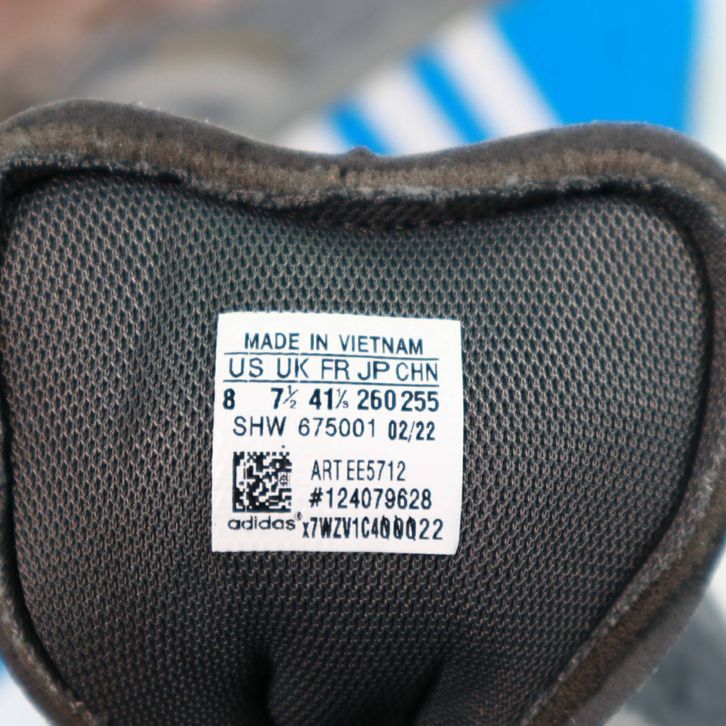 MADE IN VIETNAM
US UK FR JP CHN
8 7½ 41⅓ 260 255
SHW 675001 02/22
ART EE5712
#124079628
adidas®